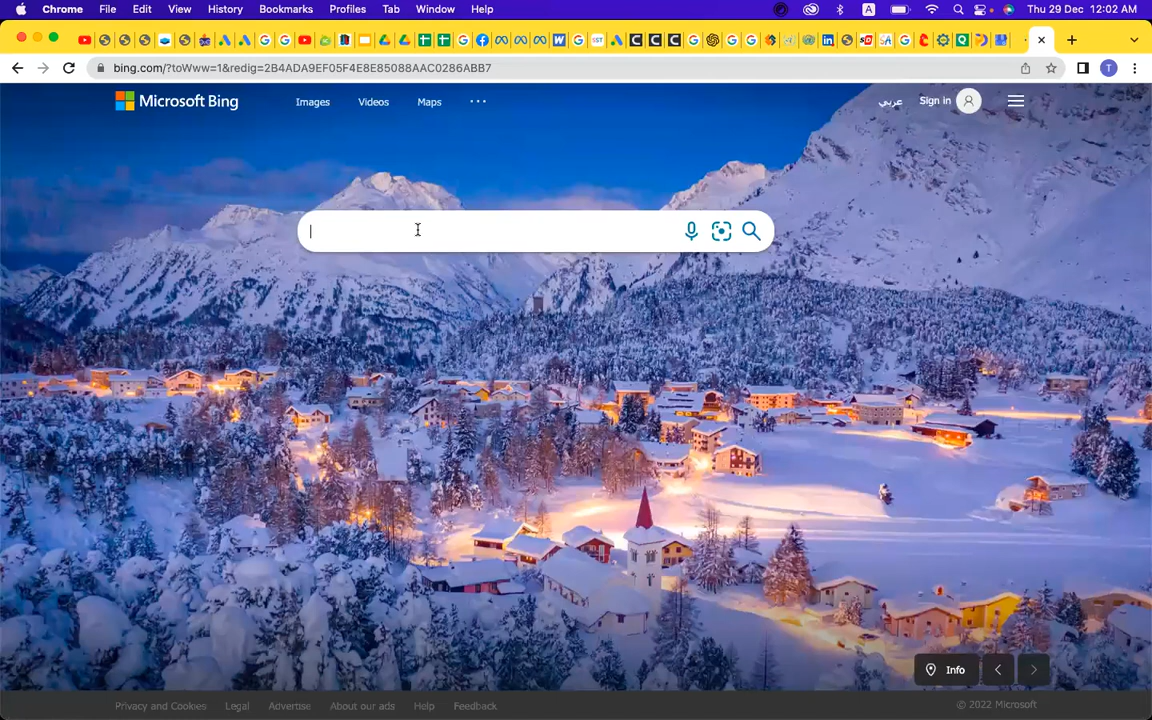 Chrome File Edit View History Bookmarks Profiles Tab Window Help A Thu 29 Dec 12:02 AM
bing.com/?toWww=1&redig=2B4ADA9EF05F4E8E85088AAC0286ABB7 T
Microsoft Bing Images Videos Maps عربي Sign in
Info
Privacy and Cookies Legal Advertise About our ads Help Feedback © 2022 Microsoft